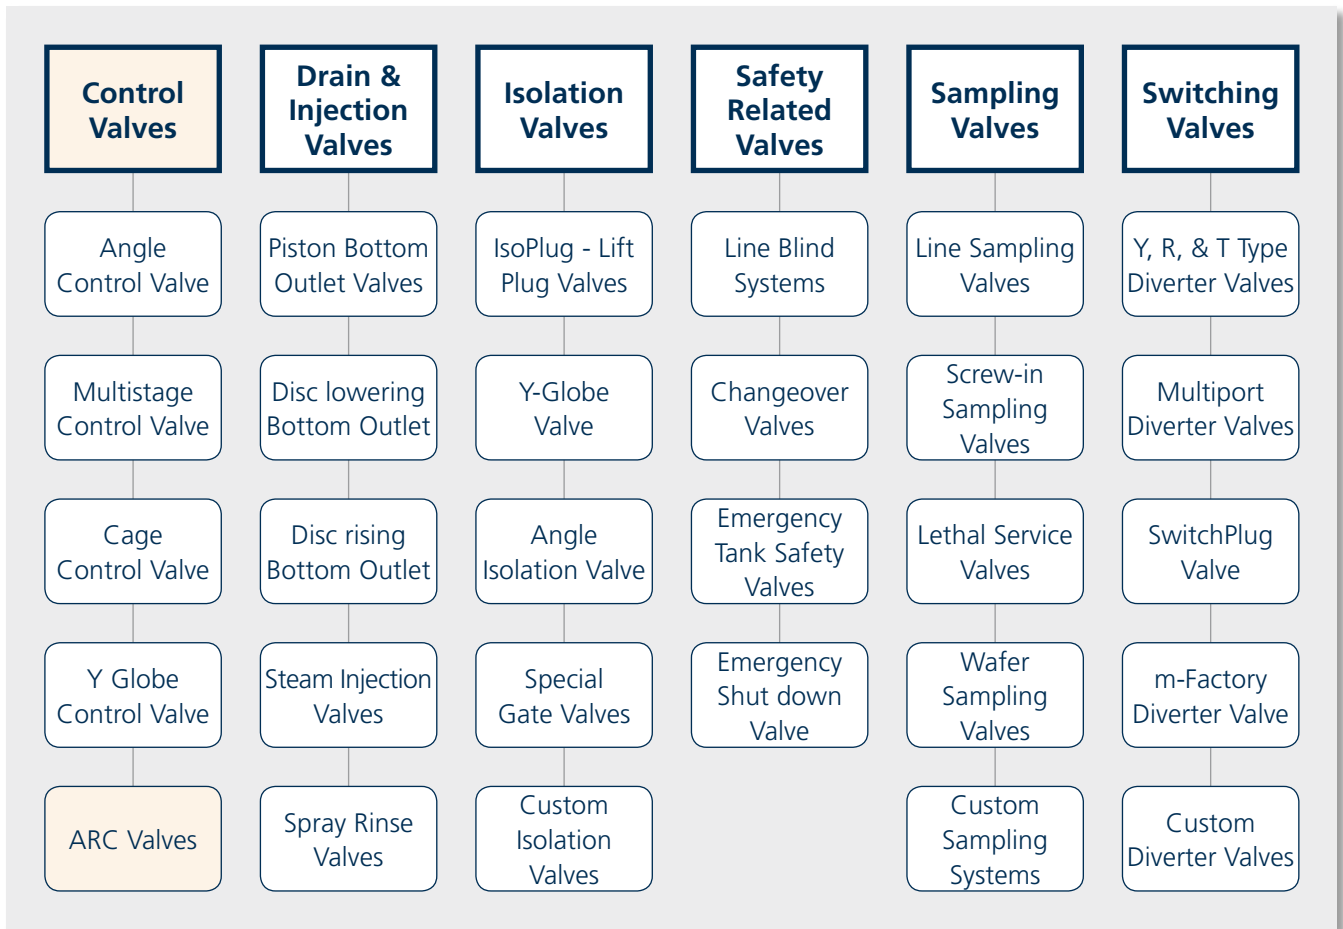 Control
Valves
Drain &
Injection
Valves
Isolation
Valves
Safety
Related
Valves
Sampling
Valves
Switching
Valves
Angle
Control Valve
Piston Bottom
Outlet Valves
IsoPlug - Lift
Plug Valves
Line Blind
Systems
Line Sampling
Valves
Y, R, & T Type
Diverter Valves
Multistage
Control Valve
Disc lowering
Bottom Outlet
Y-Globe
Valve
Changeover
Valves
Screw-in
Sampling
Valves
Multiport
Diverter Valves
Cage
Control Valve
Disc rising
Bottom Outlet
Angle
Isolation Valve
Emergency
Tank Safety
Valves
Lethal Service
Valves
SwitchPlug
Valve
Y Globe
Control Valve
Steam Injection
Valves
Special
Gate Valves
Emergency
Shut down
Valve
Wafer
Sampling
Valves
m-Factory
Diverter Valve
ARC Valves
Spray Rinse
Valves
Custom
Isolation
Valves
Custom
Sampling
Systems
Custom
Diverter Valves